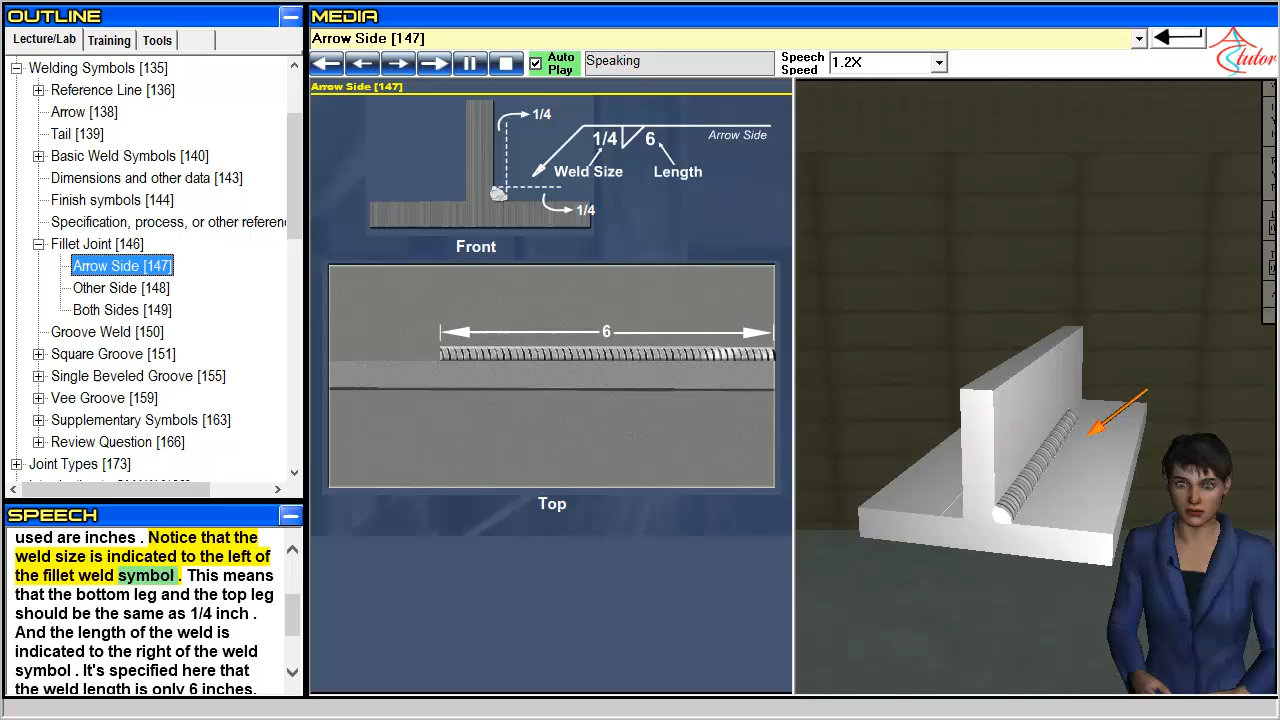 OUTLINE
Lecture/Lab
Training
Tools
Welding Symbols [135]
Reference Line [136]
Arrow [138]
Tail [139]
Basic Weld Symbols [140]
Dimensions and other data [143]
Finish symbols [144]
Specification, process, or other referen
Fillet Joint [146]
Arrow Side [147]
Other Side [148]
Both Sides [149]
Groove Weld [150]
Square Groove [151]
Single Beveled Groove [155]
Vee Groove [159]
Supplementary Symbols [163]
Review Question [166]
Joint Types [173]
SPEECH
used are inches . Notice that the
weld size is indicated to the left of
the fillet weld symbol . This means
that the bottom leg and the top leg
should be the same as 1/4 inch .
And the length of the weld is
indicated to the right of the weld
symbol . It's specified here that
the weld length is only 6 inches.
MEDIA
Arrow Side [147]
Auto
Play
Speaking
Speech
Speed
1.2X
tutor
Arrow Side [147]
1/4
1/4
6
Arrow Side
Weld Size
Length
1/4
Front
6
Top